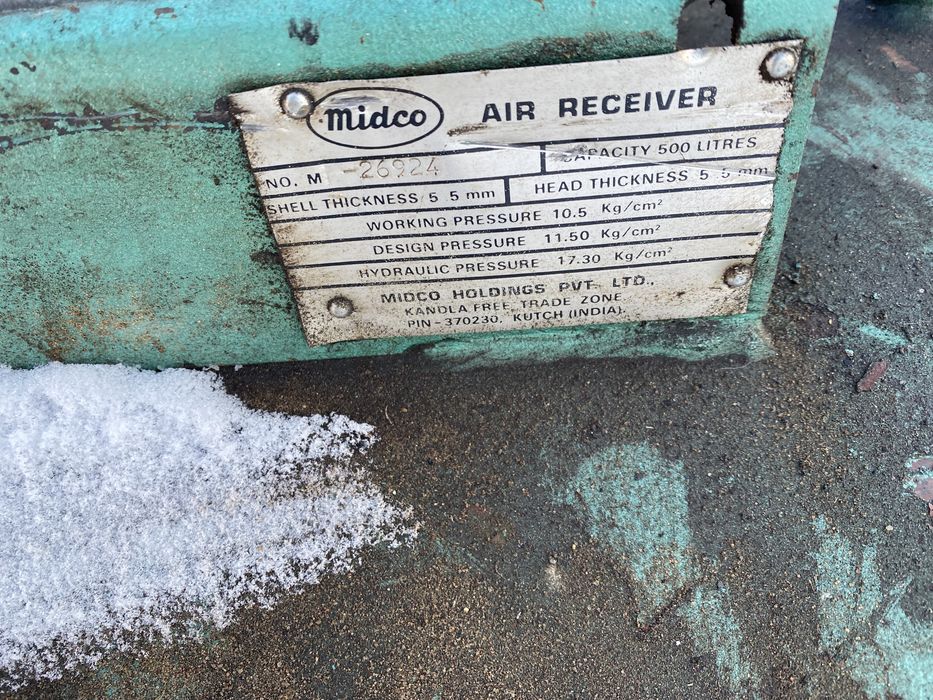 Midco AIR RECEIVER
NO. M -26924 CAPACITY 500 LITRES
SHELL THICKNESS 5.5 mm HEAD THICKNESS 5.5 mm
WORKING PRESSURE 10.5 Kg/cm²
DESIGN PRESSURE 11.50 Kg/cm²
HYDRAULIC PRESSURE 17.30 Kg/cm²
MIDCO HOLDINGS PVT. LTD.,
KANDLA FREE TRADE ZONE
PIN-370230, KUTCH (INDIA).